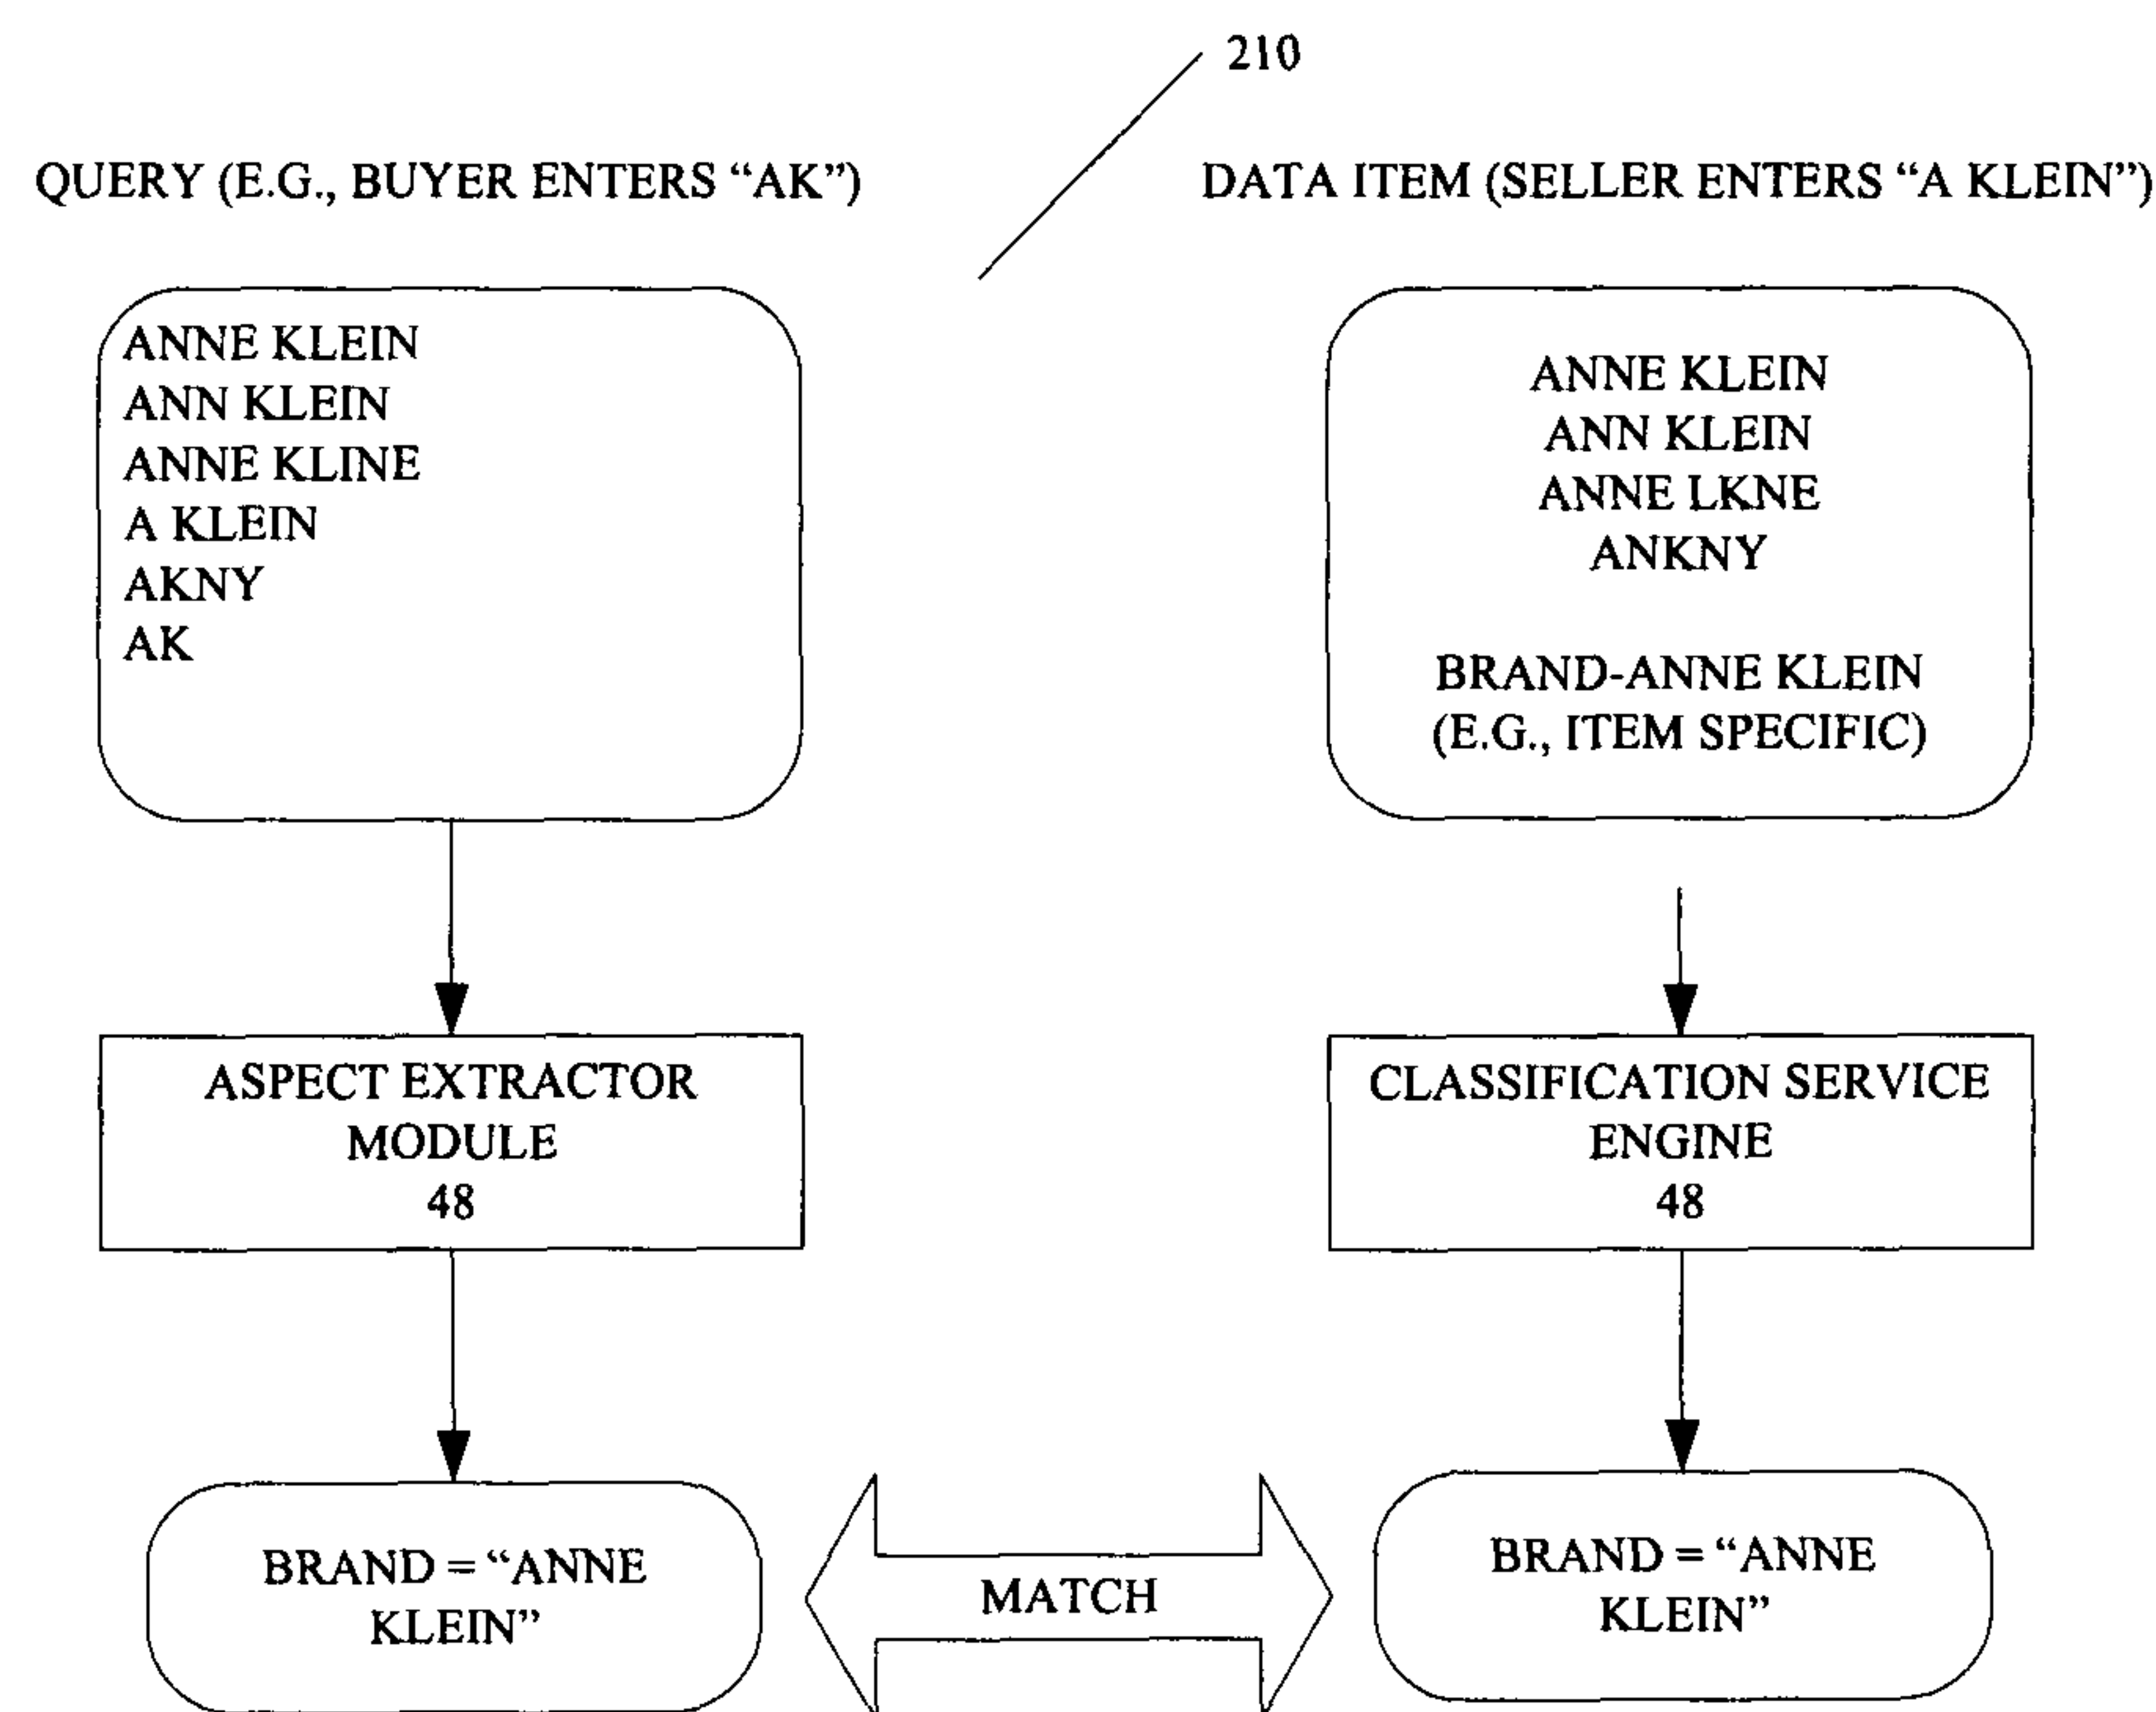 210
QUERY (E.G., BUYER ENTERS “AK”)
DATA ITEM (SELLER ENTERS “A KLEIN”)
ANNE KLEIN
ANN KLEIN
ANNE KLINE
A KLEIN
AKNY
AK
ANNE KLEIN
ANN KLEIN
ANNE LKNE
ANKNY
BRAND-ANNE KLEIN
(E.G., ITEM SPECIFIC)
ASPECT EXTRACTOR
MODULE
48
CLASSIFICATION SERVICE
ENGINE
48
BRAND = “ANNE
KLEIN”
MATCH
BRAND = “ANNE
KLEIN”